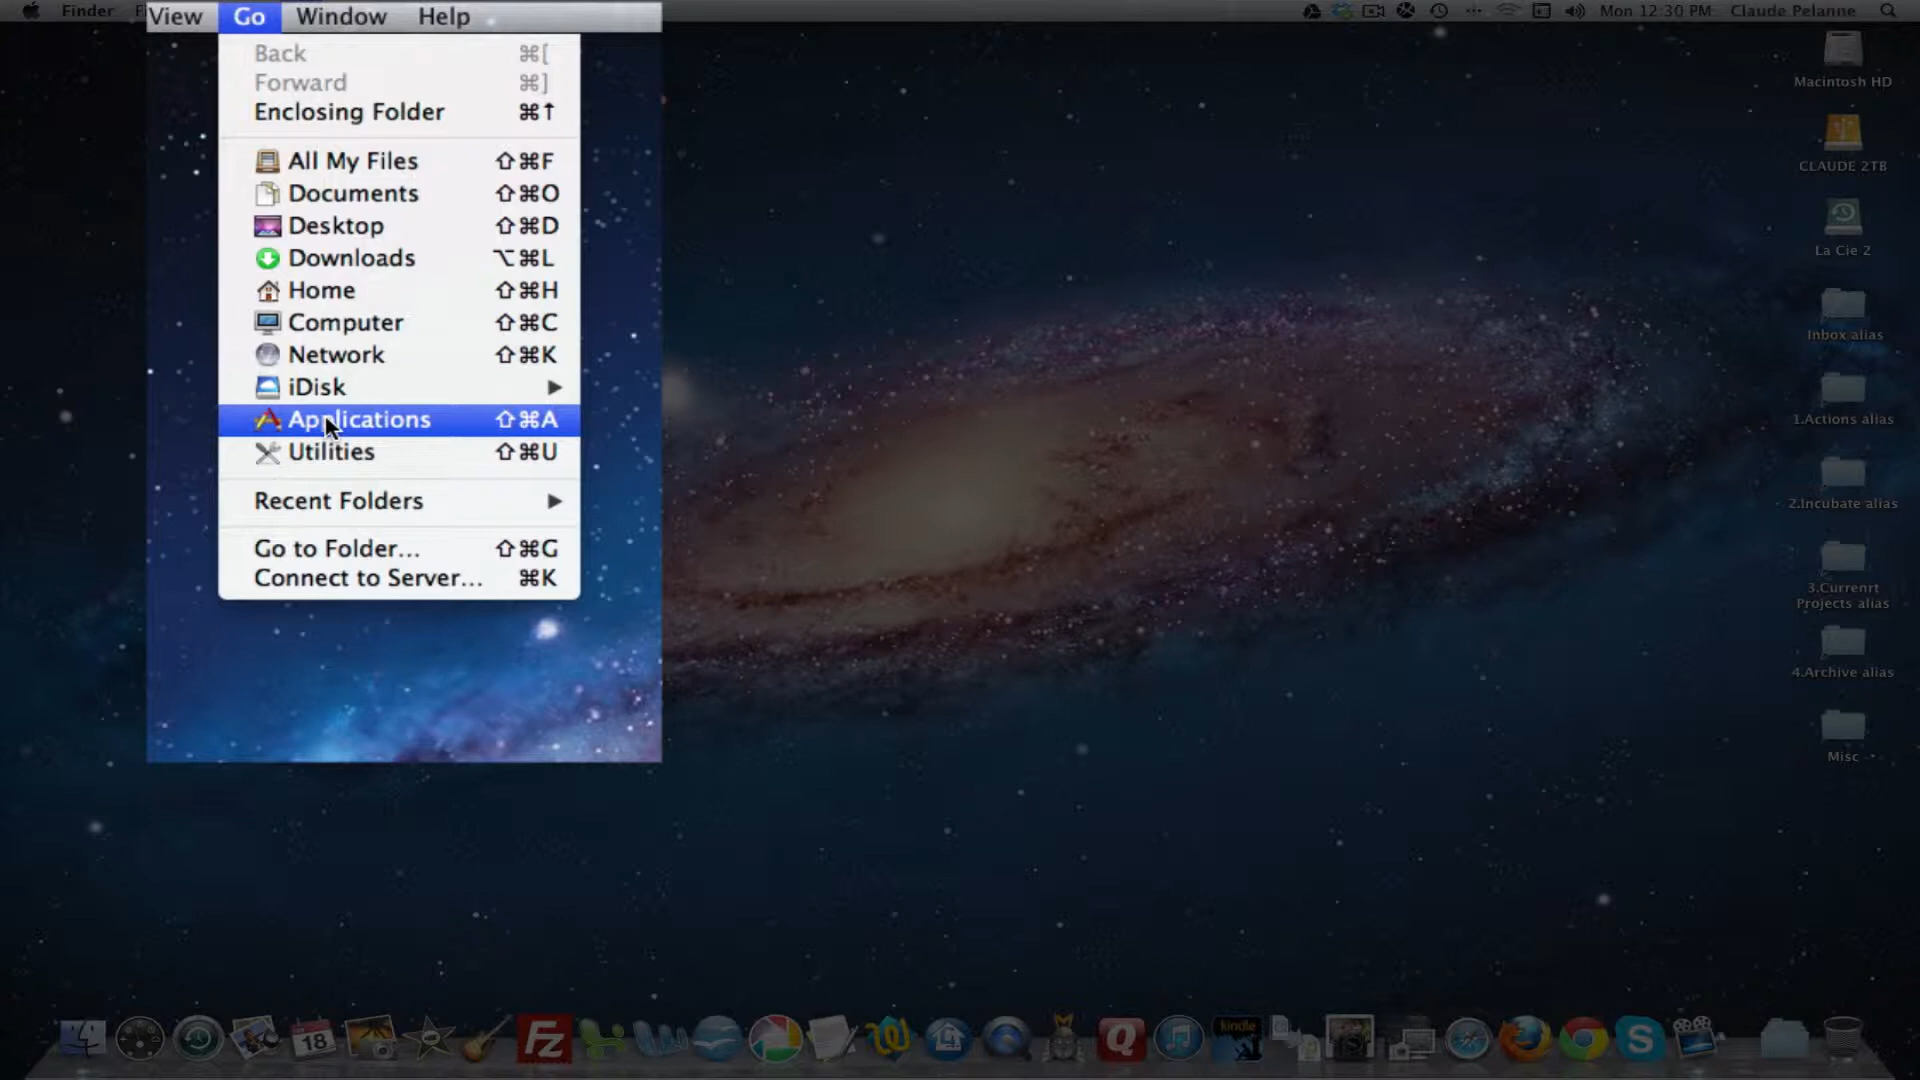 Finder
View Go Window Help
Mon 12:30 PM Claude Pelanne
Back ⌘[
Forward ⌘]
Enclosing Folder ⌘↑
All My Files ⇧⌘F
Documents ⇧⌘O
Desktop ⇧⌘D
Downloads ⌥⌘L
Home ⇧⌘H
Computer ⇧⌘C
Network ⇧⌘K
iDisk ▶
Applications ⇧⌘A
Utilities ⇧⌘U
Recent Folders ▶
Go to Folder... ⇧⌘G
Connect to Server... ⌘K
Macintosh HD
CLAUDE 2TB
La Cie 2
Inbox alias
1.Actions alias
2.Incubate alias
3.Currenrt
Projects alias
4.Archive alias
Misc
18
FZ
Q
kindle
S